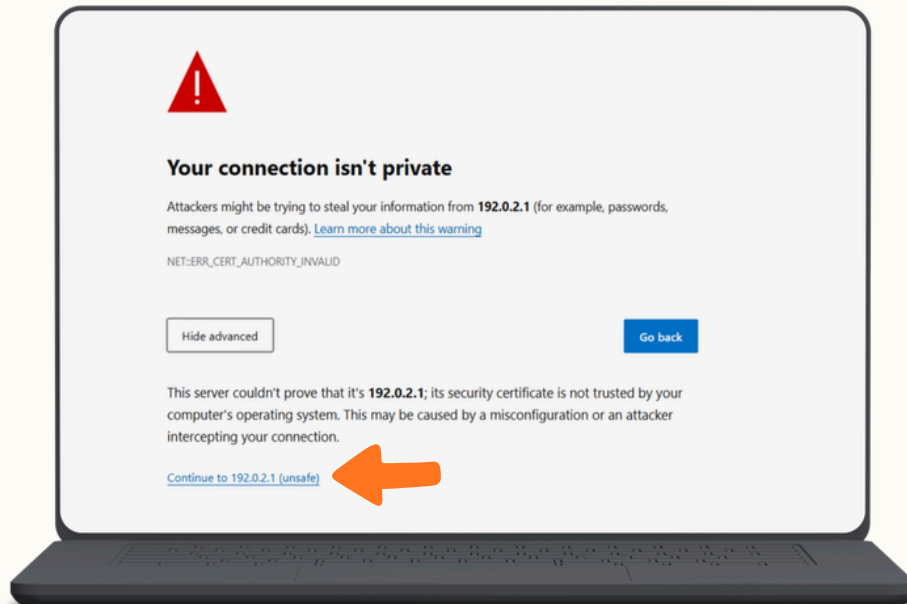 Your connection isn't private
Attackers might be trying to steal your information from 192.0.2.1 (for example, passwords,
messages, or credit cards). Learn more about this warning
NET::ERR_CERT_AUTHORITY_INVALID
Hide advanced
Go back
This server couldn't prove that it's 192.0.2.1; its security certificate is not trusted by your
computer's operating system. This may be caused by a misconfiguration or an attacker
intercepting your connection.
Continue to 192.0.2.1 (unsafe)